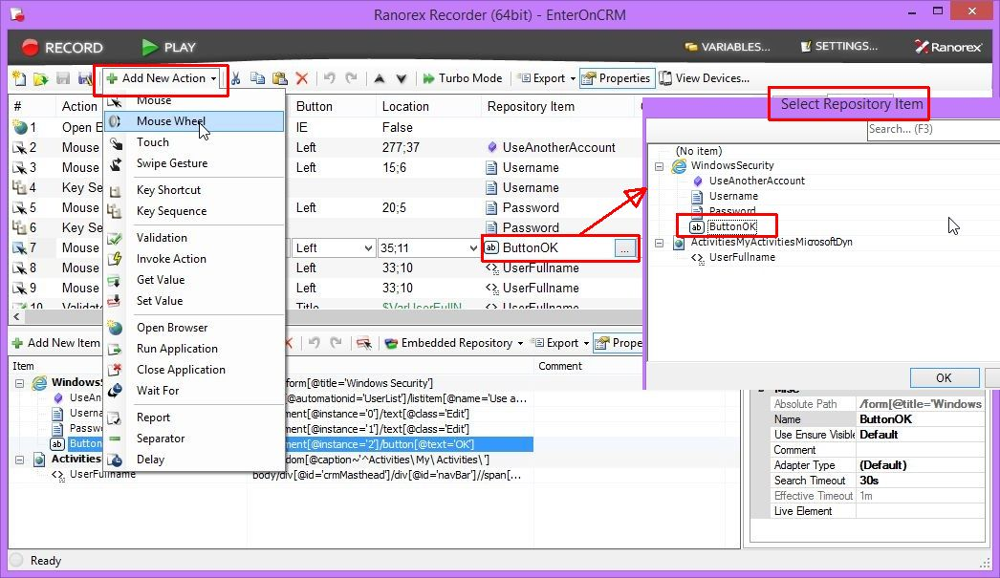 Ranorex Recorder (64bit) - EnterOnCRM
RECORD PLAY VARIABLES... SETTINGS... Ranorex
Add New Action Turbo Mode Export Properties View Devices...
# Action Button Location Repository Item
1 Open IE False
2 Mouse Left 277;37 UseAnotherAccount
3 Mouse Left 15;6 Username
4 Key Se Username
5 Mouse Left 20;5 Password
6 Key Se Password
7 Mouse Left 35;11 ButtonOK ...
8 Mouse Left 33;10 UserFullname
9 Mouse Left 33;10 UserFullname
10 Validat Title $VarUserFullN UserFullname
Mouse
Mouse Wheel
Touch
Swipe Gesture
Key Shortcut
Key Sequence
Validation
Invoke Action
Get Value
Set Value
Open Browser
Run Application
Close Application
Wait For
Report
Separator
Delay
Select Repository Item
Search... (F3)
(No item)
WindowsSecurity
UseAnotherAccount
Username
Password
ab ButtonOK
ActivitiesMyActivitiesMicrosoftDyn
UserFullname
OK
Add New Item Embedded Repository Export Prope
Item Comment
WindowsS form[@title='Windows Security']
UseAn @automationid='UserList']/listitem[@name='Use a...
Userna ment[@instance='0']/text[@class='Edit']
Passw ment[@instance='1']/text[@class='Edit']
ab Button ment[@instance='2']/button[@text='OK']
Activities dom[@caption~'^Activities\ My\ Activities\ ']
UserFullname body/div[@id='crmMasthead']/div[@id='navBar']//span[...
Misc
Absolute Path /form[@title='Windows
Name ButtonOK
Use Ensure Visible Default
Comment
Adapter Type (Default)
Search Timeout 30s
Effective Timeout 1m
Live Element
Ready